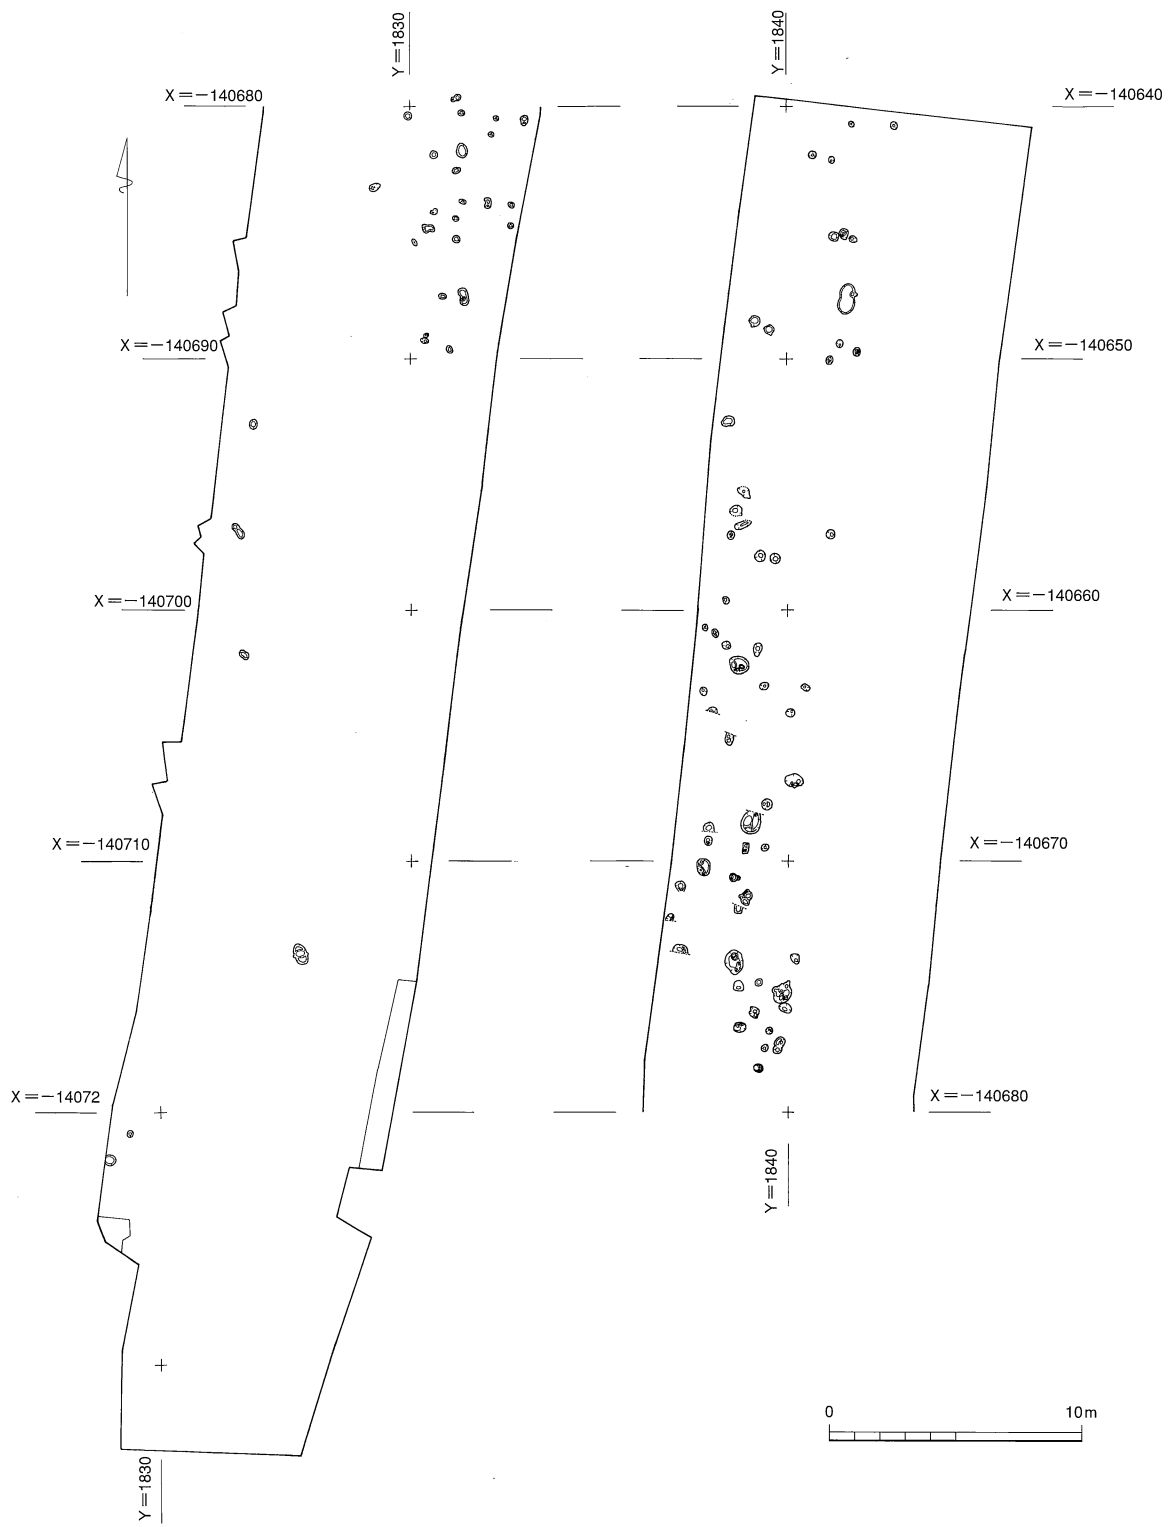 Y＝1830
Y＝1840
X＝−140680
X＝−140640
X＝−140690
X＝−140650
X＝−140700
X＝−140660
X＝−140710
X＝−140670
X＝−14072
X＝−140680
Y＝1840
0 10m
Y＝1830